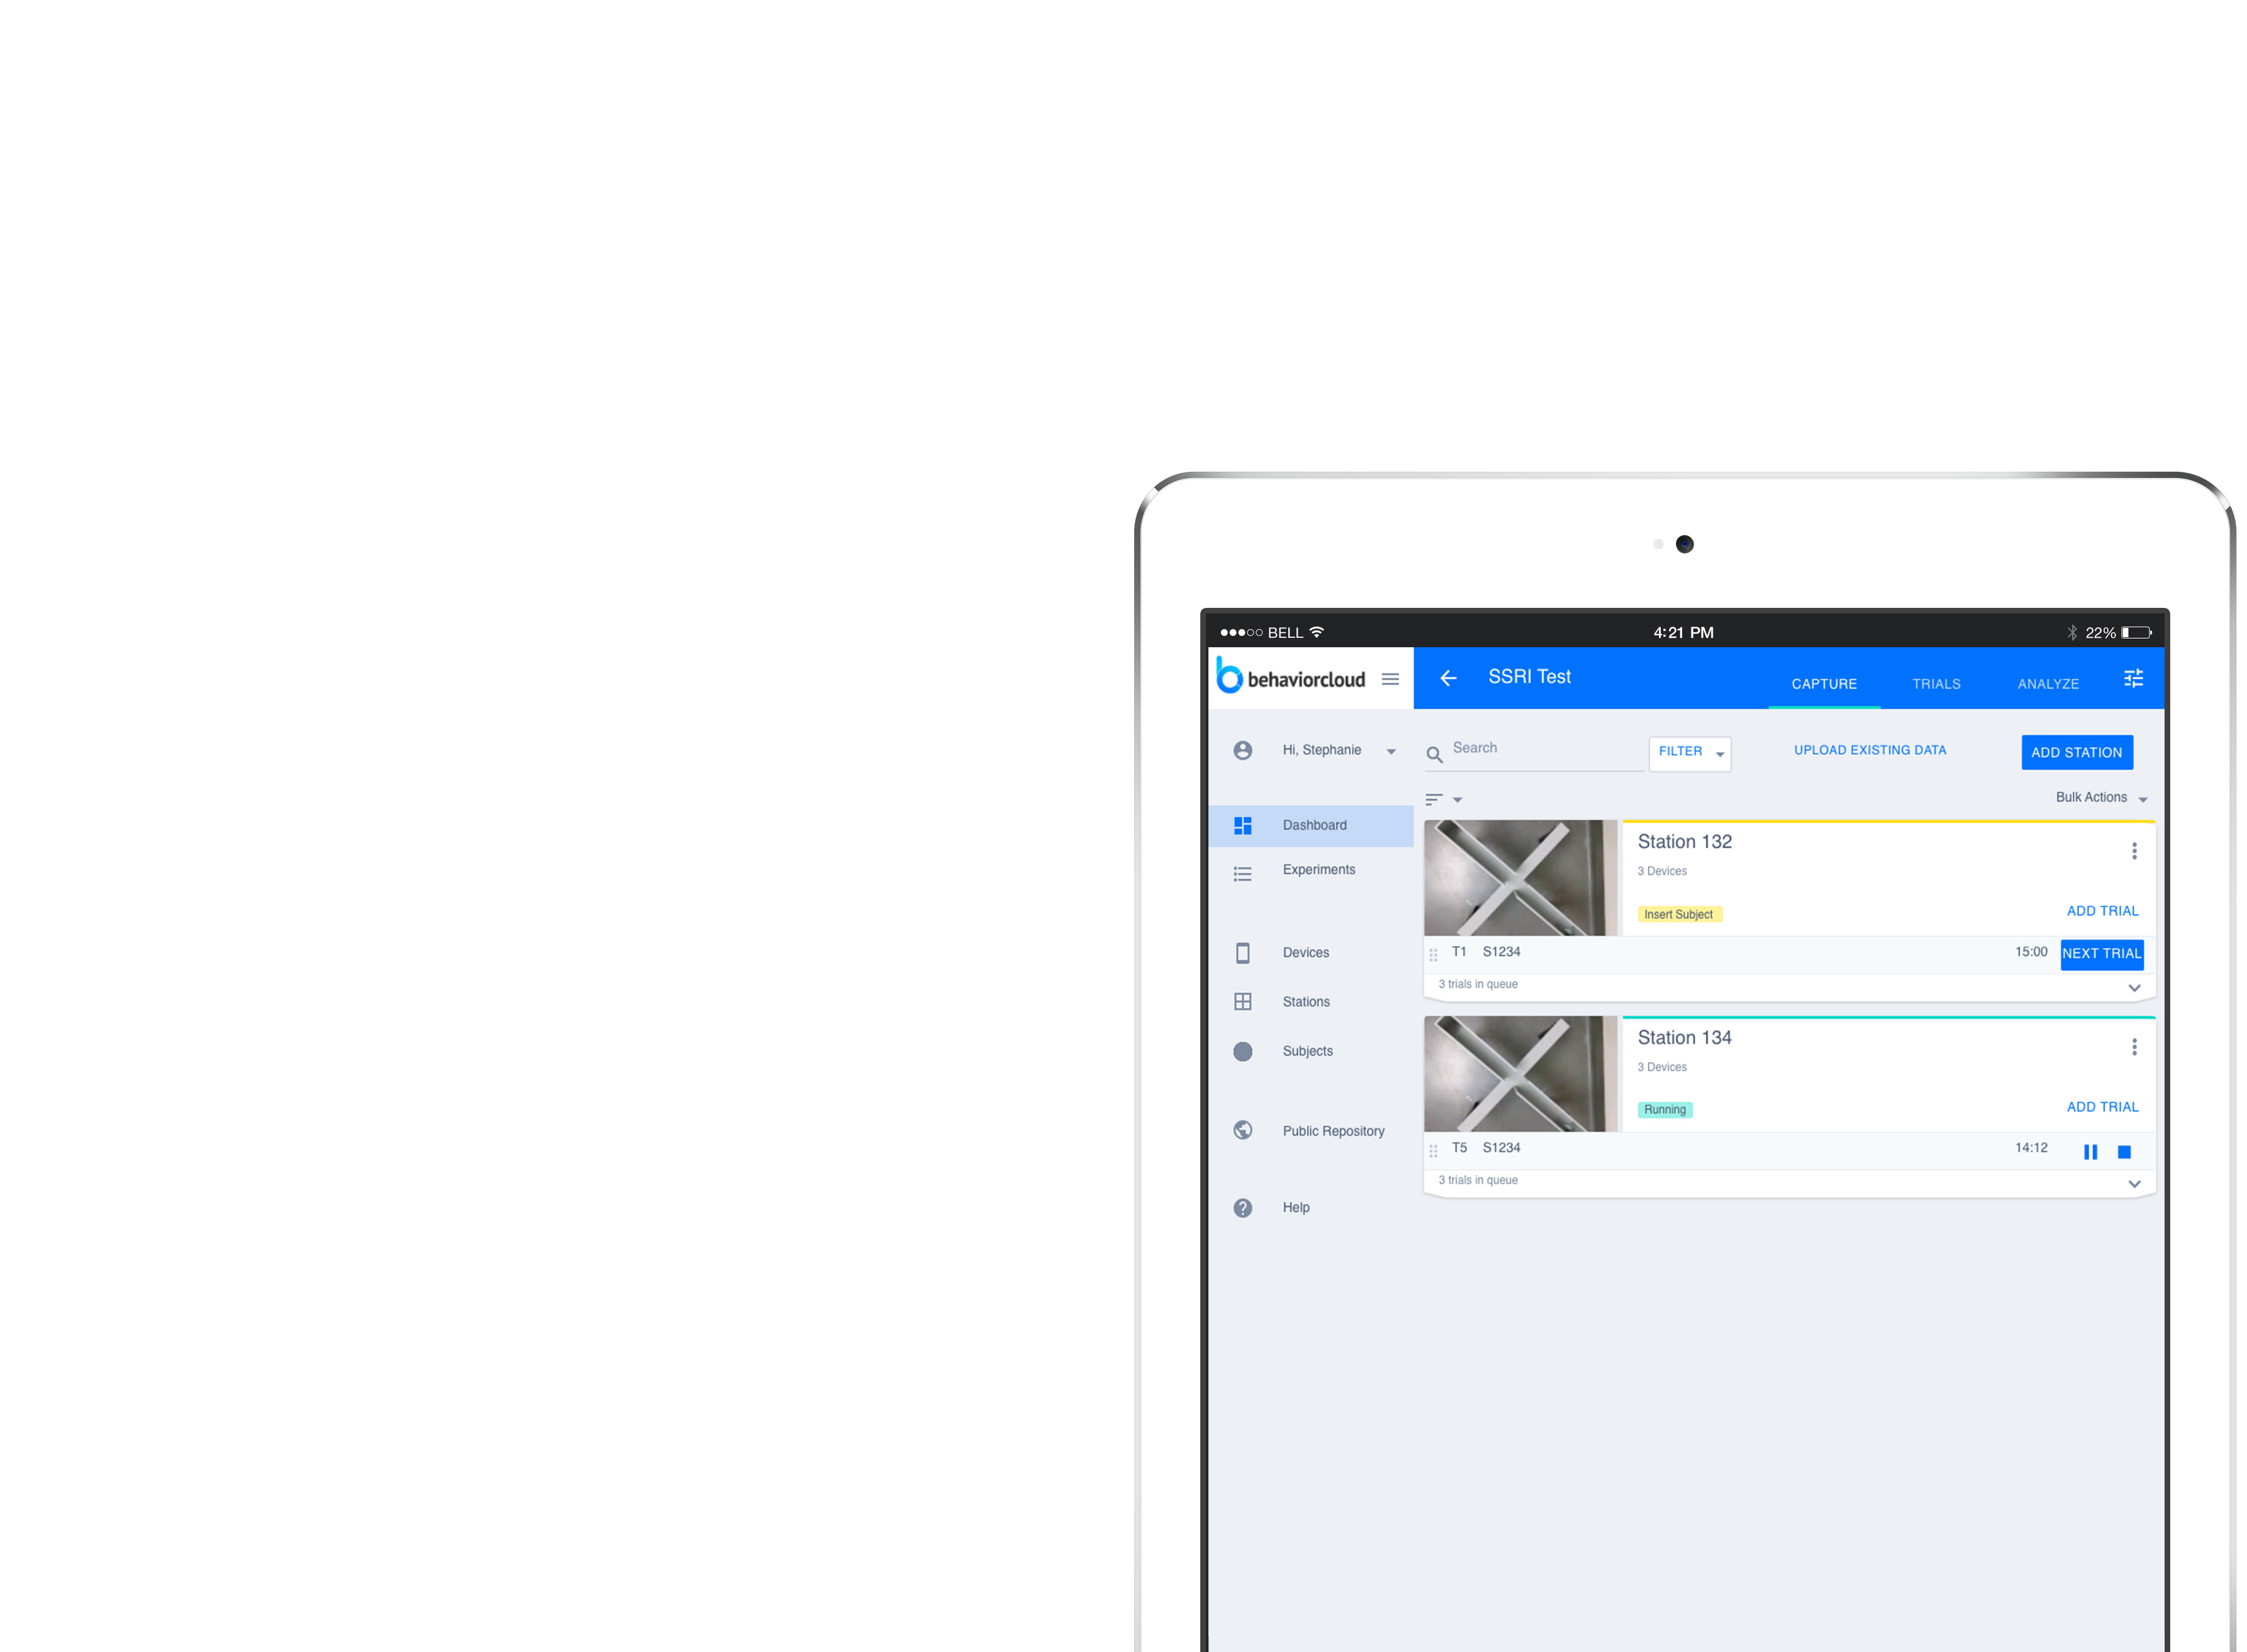 BELL 4:21 PM 22%
behaviorcloud SSRI Test CAPTURE TRIALS ANALYZE
Hi, Stephanie Search FILTER UPLOAD EXISTING DATA ADD STATION
Bulk Actions
Dashboard
Experiments
Devices
Stations
Subjects
Public Repository
Help
Station 132
3 Devices
Insert Subject ADD TRIAL
T1 S1234 15:00 NEXT TRIAL
3 trials in queue
Station 134
3 Devices
Running ADD TRIAL
T5 S1234 14:12
3 trials in queue